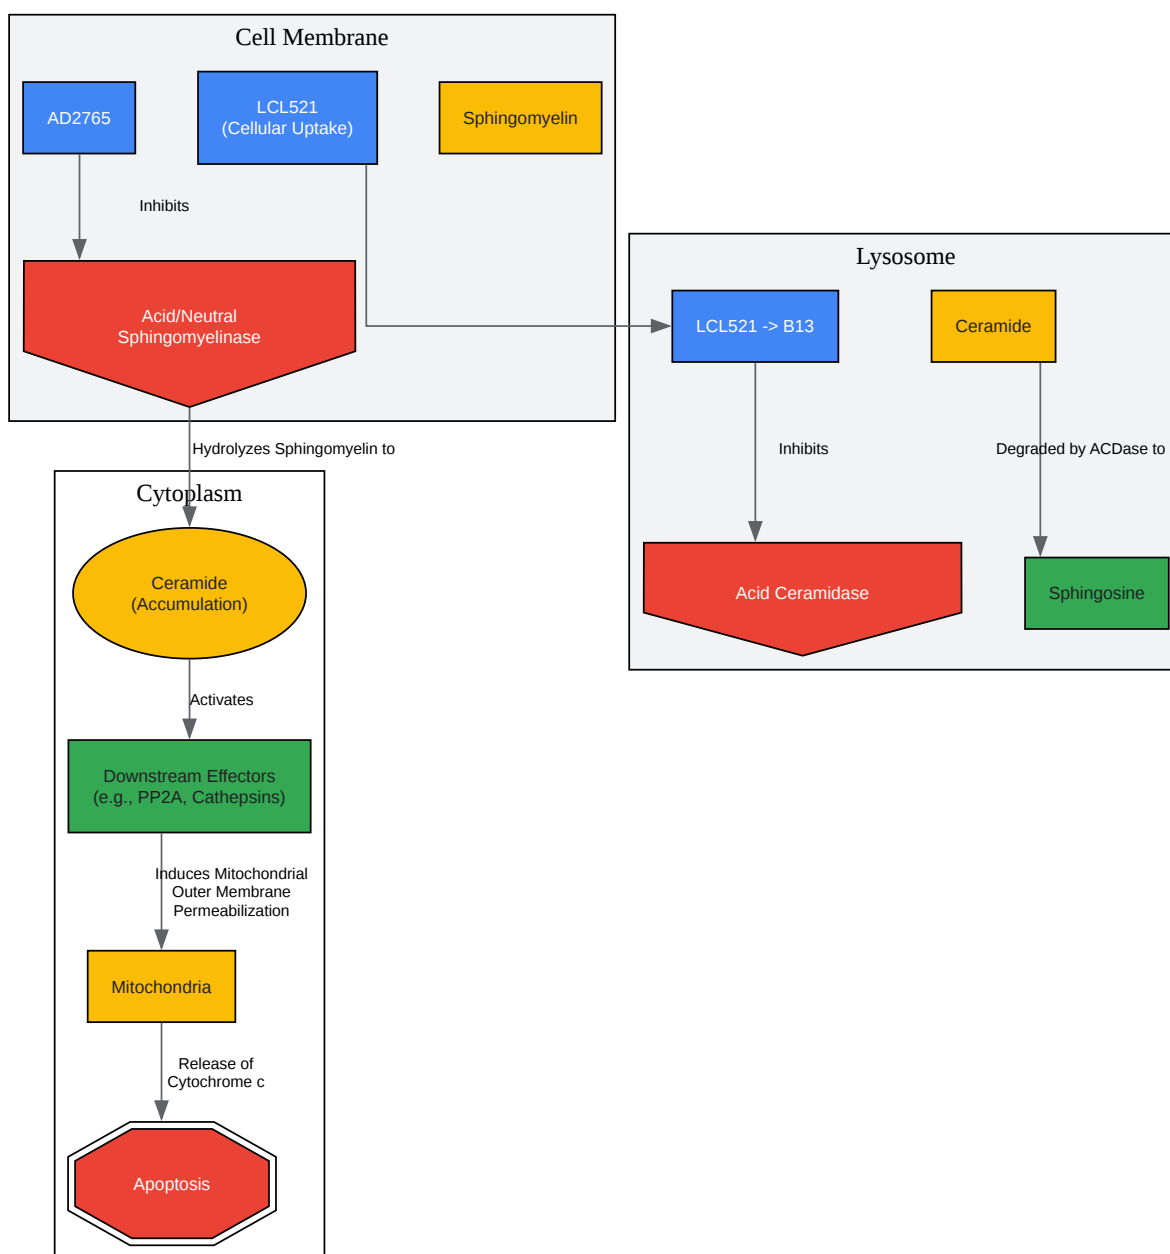 Cell Membrane
AD2765
LCL521
(Cellular Uptake)
Sphingomyelin
Inhibits
Acid/Neutral
Sphingomyelinase
Lysosome
LCL521 -> B13
Ceramide
Hydrolyzes Sphingomyelin to
Inhibits
Degraded by ACDase to
Cytoplasm
Ceramide
(Accumulation)
Acid Ceramidase
Sphingosine
Activates
Downstream Effectors
(e.g., PP2A, Cathepsins)
Induces Mitochondrial
Outer Membrane
Permeabilization
Mitochondria
Release of
Cytochrome c
Apoptosis